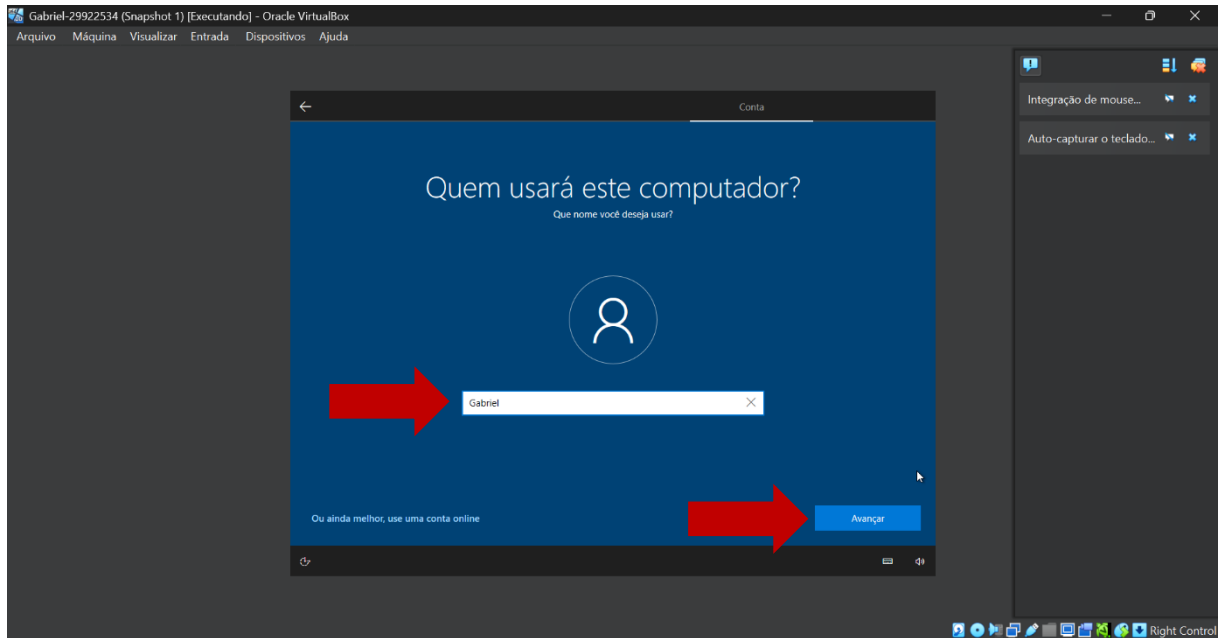 Gabriel-29922534 (Snapshot 1) [Executando] - Oracle VirtualBox
Arquivo Máquina Visualizar Entrada Dispositivos Ajuda
Integração de mouse...
Auto-capturar o teclado...
Conta
Quem usará este computador?
Que nome você deseja usar?
Gabriel
Ou ainda melhor, use uma conta online
Avançar
Right Control